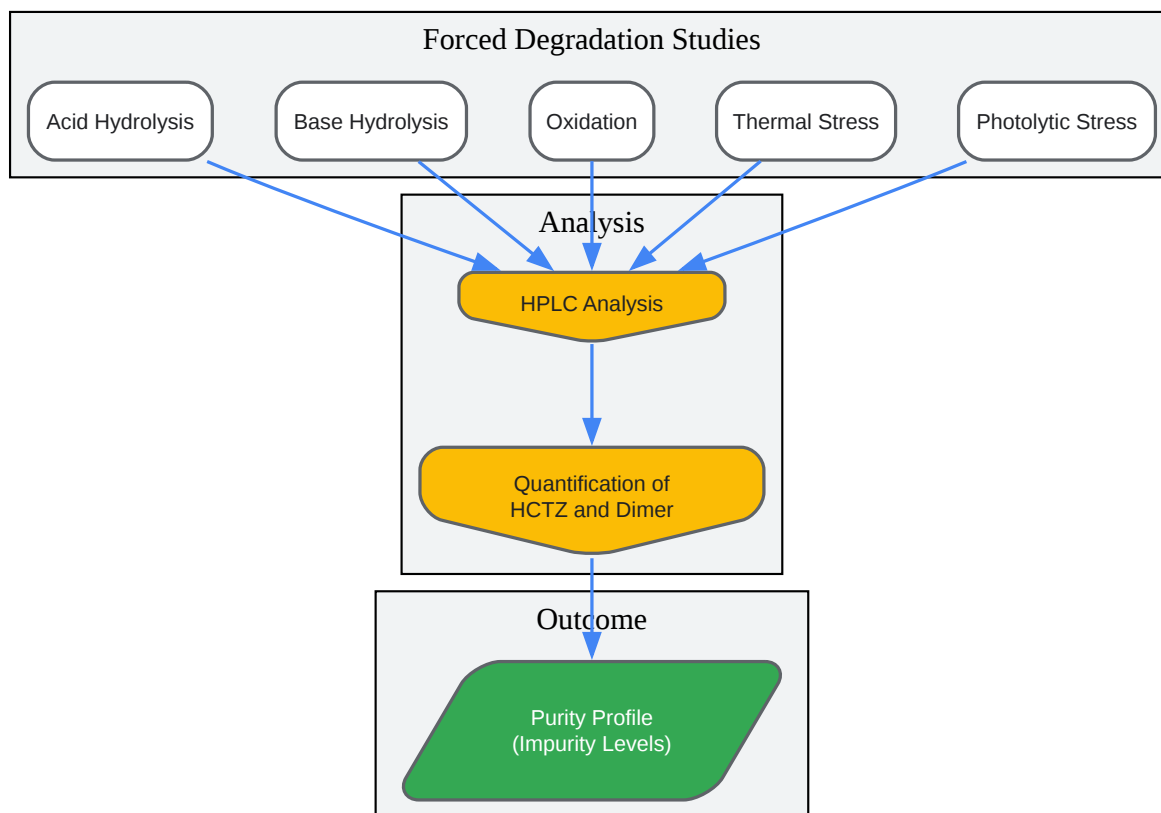 Forced Degradation Studies
Acid Hydrolysis
Base Hydrolysis
Oxidation
Thermal Stress
Photolytic Stress
Analysis
HPLC Analysis
Quantification of
HCTZ and Dimer
Outcome
Purity Profile
(Impurity Levels)